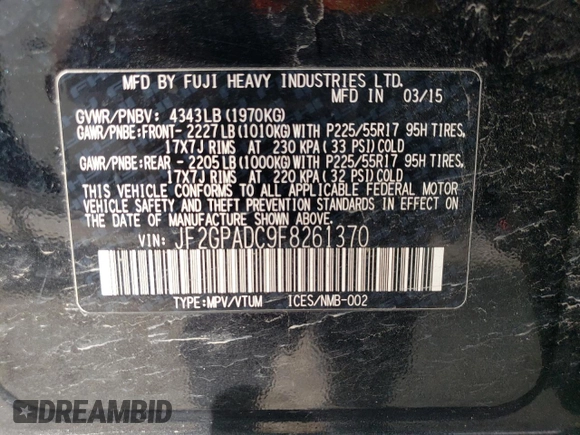 MFD BY FUJI HEAVY INDUSTRIES LTD.
MFD IN 03/15
GVWR/PNBV: 4343LB(1970KG)
GAWR/PNBE:FRONT-2227LB(1010KG)WITH P225/55R17 95H TIRES,
17X7J RIMS AT 230 KPA(33 PSI)COLD
GAWR/PNBE:REAR-2205LB(1000KG)WITH P225/55R17 95H TIRES,
17X7J RIMS AT 220 KPA(32 PSI)COLD
THIS VEHICLE CONFORMS TO ALL APPLICABLE FEDERAL MOTOR
VEHICLE SAFETY AND THEFT PREVENTION STANDARDS IN EFFECT ON
THE DATE OF MANUFACTURE SHOWN ABOVE.
VIN: JF2GPADC9F8261370
TYPE:MPV/VTUM ICES/NMB-002
DREAMBID